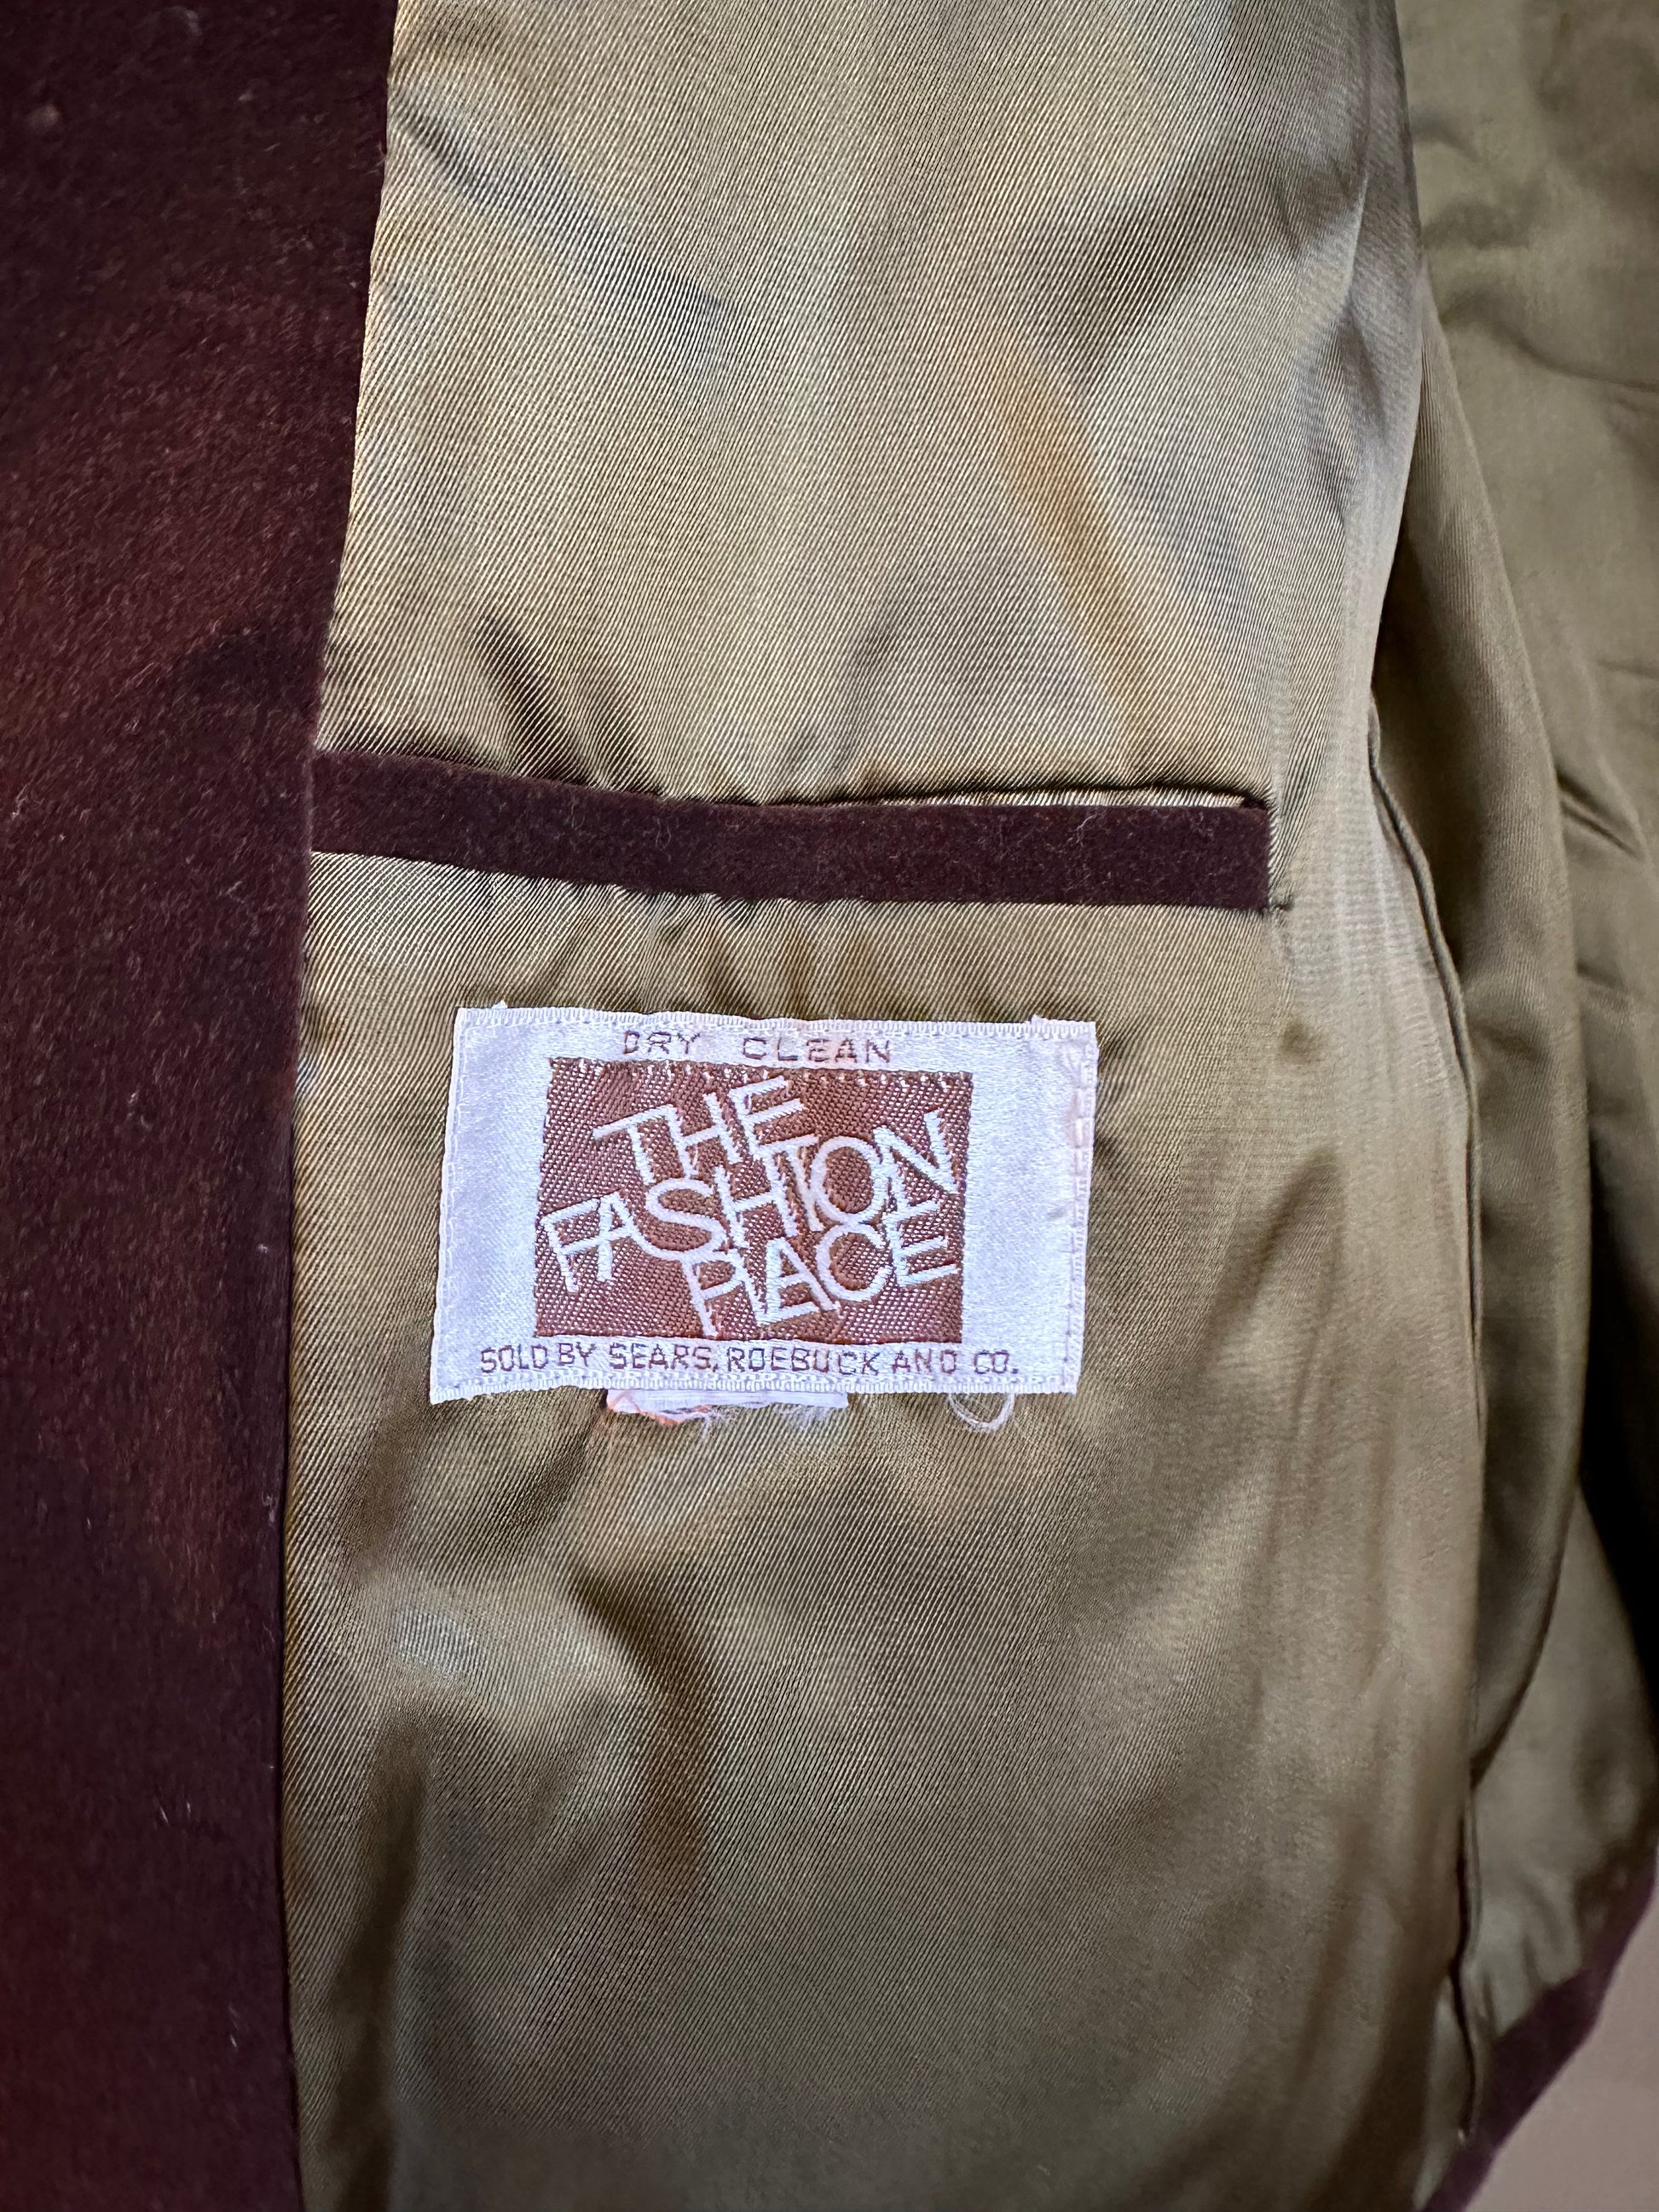 DRY CLEAN
THE
FASHION
PLACE
SOLD BY SEARS, ROEBUCK AND CO.